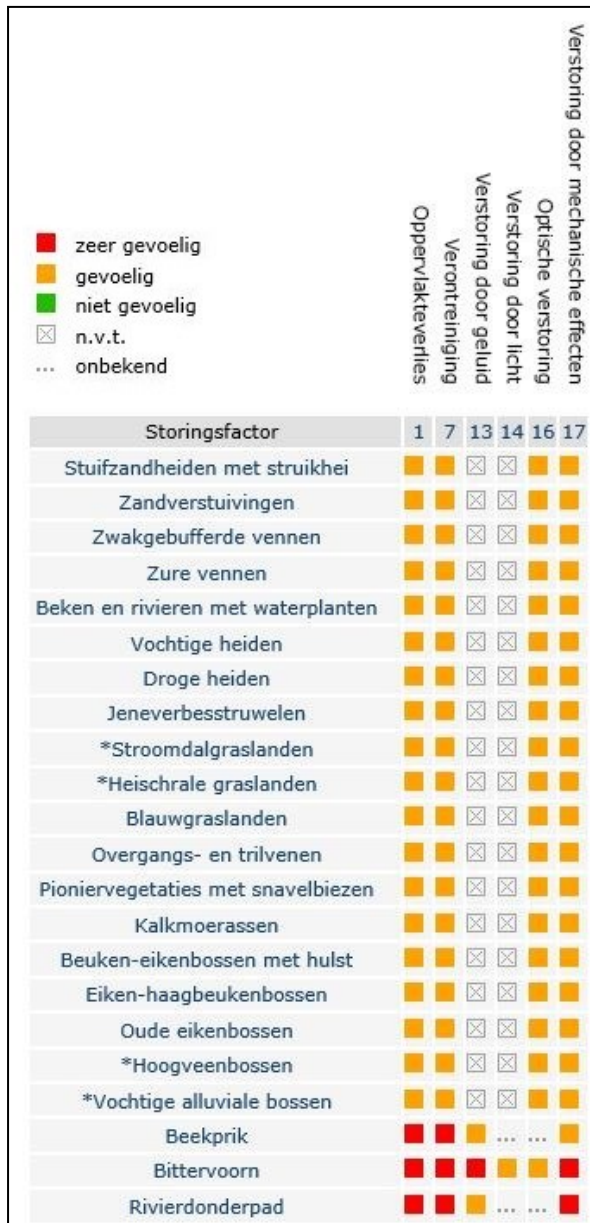 Oppervlakteverlies
Verontreiniging
Verstoring door geluid
Verstoring door licht
Optische verstoring
Verstoring door mechanische effecten
zeer gevoelig
gevoelig
niet gevoelig
n.v.t.
... onbekend
Storingsfactor 1 7 13 14 16 17
Stuifzandheiden met struikhei
Zandverstuivingen
Zwakgebufferde vennen
Zure vennen
Beken en rivieren met waterplanten
Vochtige heiden
Droge heiden
Jeneverbesstruwelen
*Stroomdalgraslanden
*Heischrale graslanden
Blauwgraslanden
Overgangs- en trilvenen
Pioniervegetaties met snavelbiezen
Kalkmoerassen
Beuken-eikenbossen met hulst
Eiken-haagbeukenbossen
Oude eikenbossen
*Hoogveenbossen
*Vochtige alluviale bossen
Beekprik ... ...
Bittervoorn
Rivierdonderpad ... ...